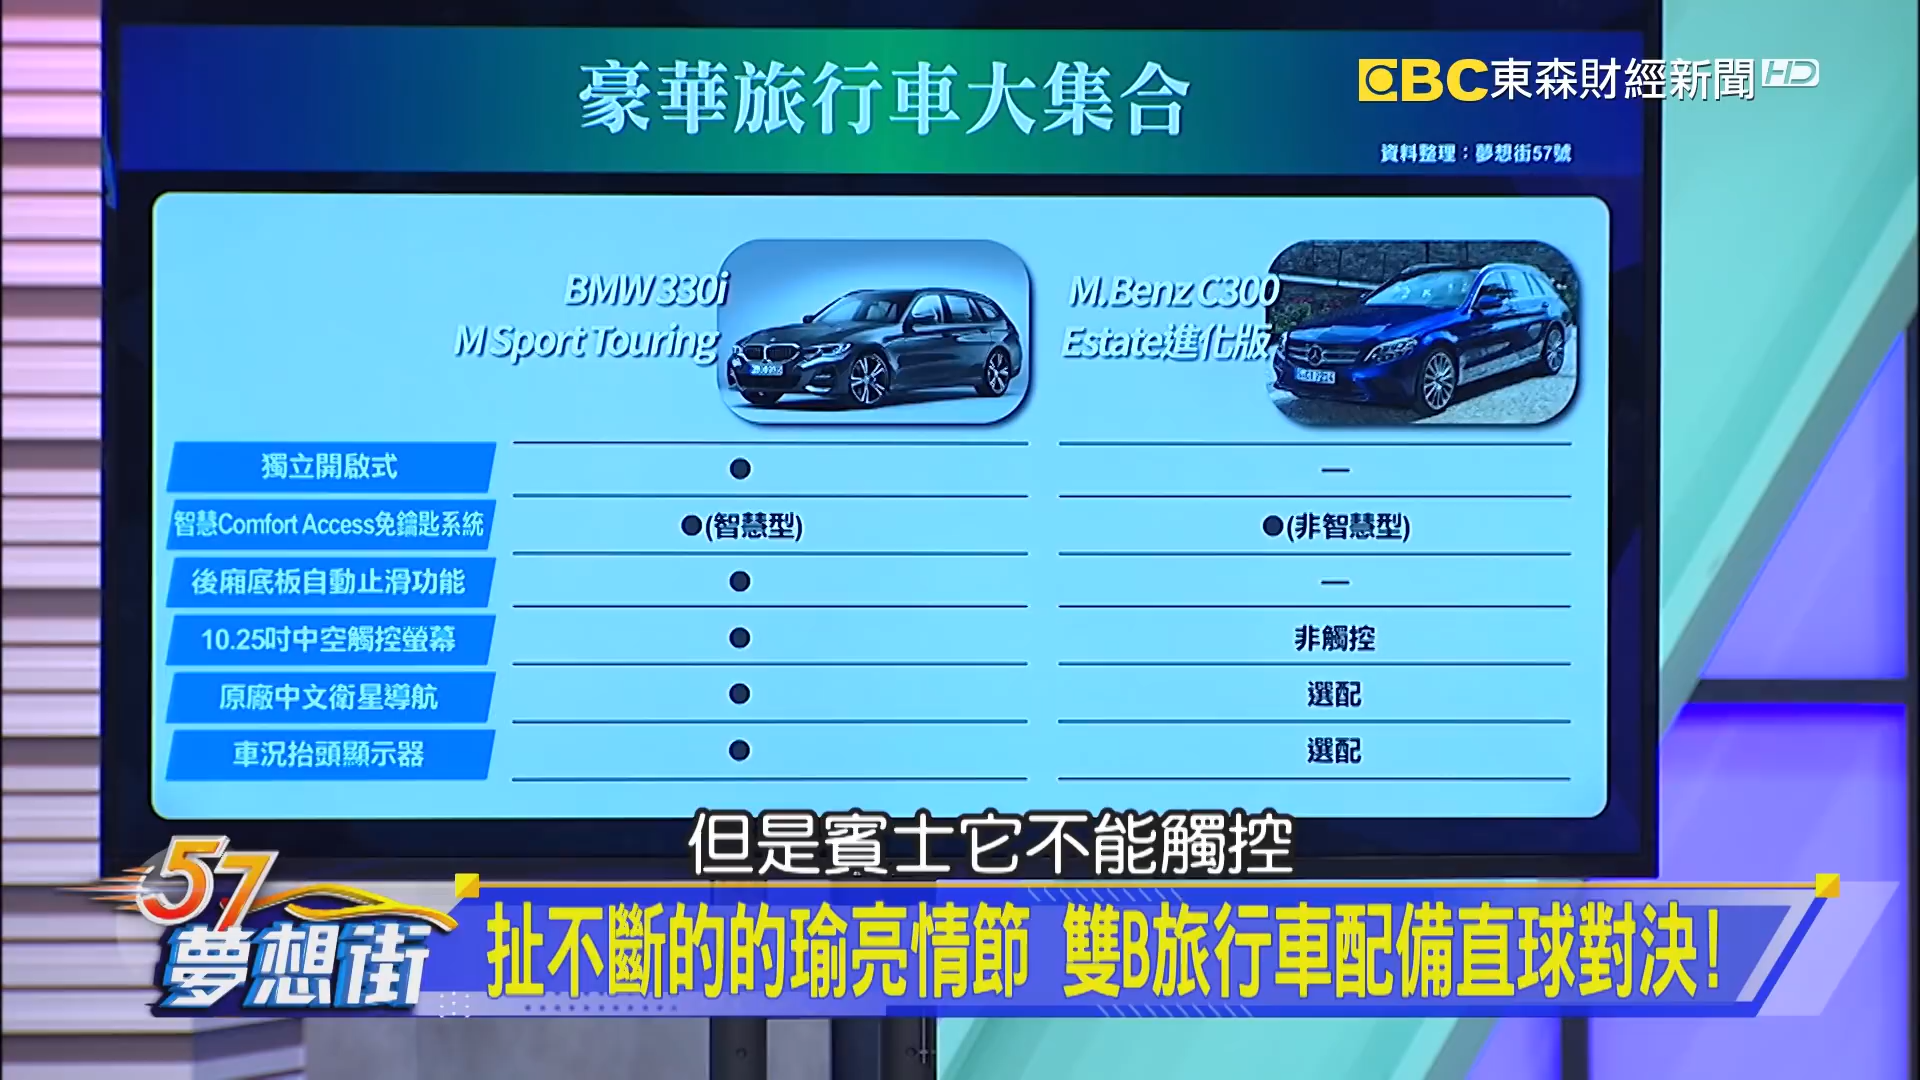 豪華旅行車大集合
EBC東森財經新聞HD
資料整理：夢想街57號
BMW 330i
M Sport Touring
M.Benz C300
Estate進化版
獨立開啟式 ● —
智慧Comfort Access免鑰匙系統 ●(智慧型) ●(非智慧型)
後廂底板自動止滑功能 ● —
10.25吋中空觸控螢幕 ● 非觸控
原廠中文衛星導航 ● 選配
車況抬頭顯示器 ● 選配
但是賓士它不能觸控
57
夢想街
扯不斷的的瑜亮情節 雙B旅行車配備直球對決!